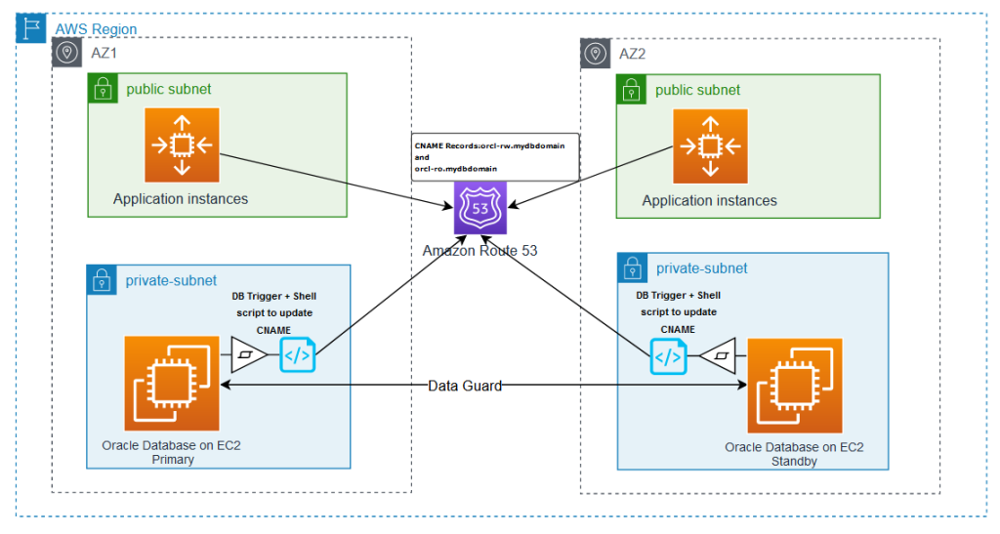 AWS Region
AZ1
AZ2
public subnet
public subnet
Application instances
Application instances
CNAME Records:orcl-rw.mydbdomain
and
orcl-ro.mydbdomain
53
Amazon Route 53
private-subnet
private-subnet
DB Trigger + Shell
script to update
CNAME
</>
DB Trigger + Shell
script to update
CNAME
</>
Data Guard
Oracle Database on EC2
Primary
Oracle Database on EC2
Standby